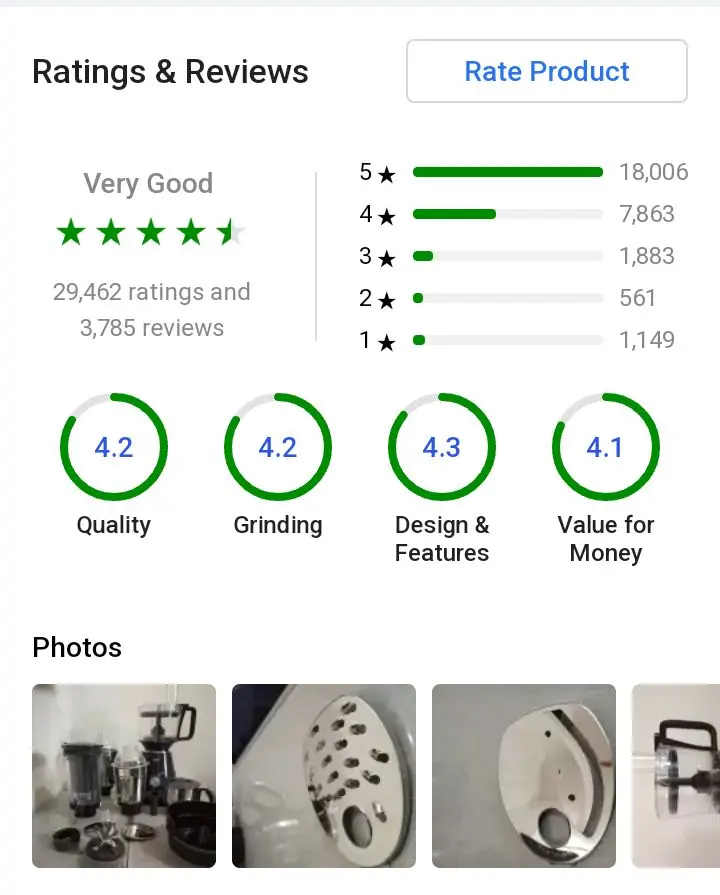 Ratings & Reviews
Rate Product
Very Good
29,462 ratings and
3,785 reviews
5★ 18,006
4★ 7,863
3★ 1,883
2★ 561
1★ 1,149
4.2
Quality
4.2
Grinding
4.3
Design &
Features
4.1
Value for
Money
Photos